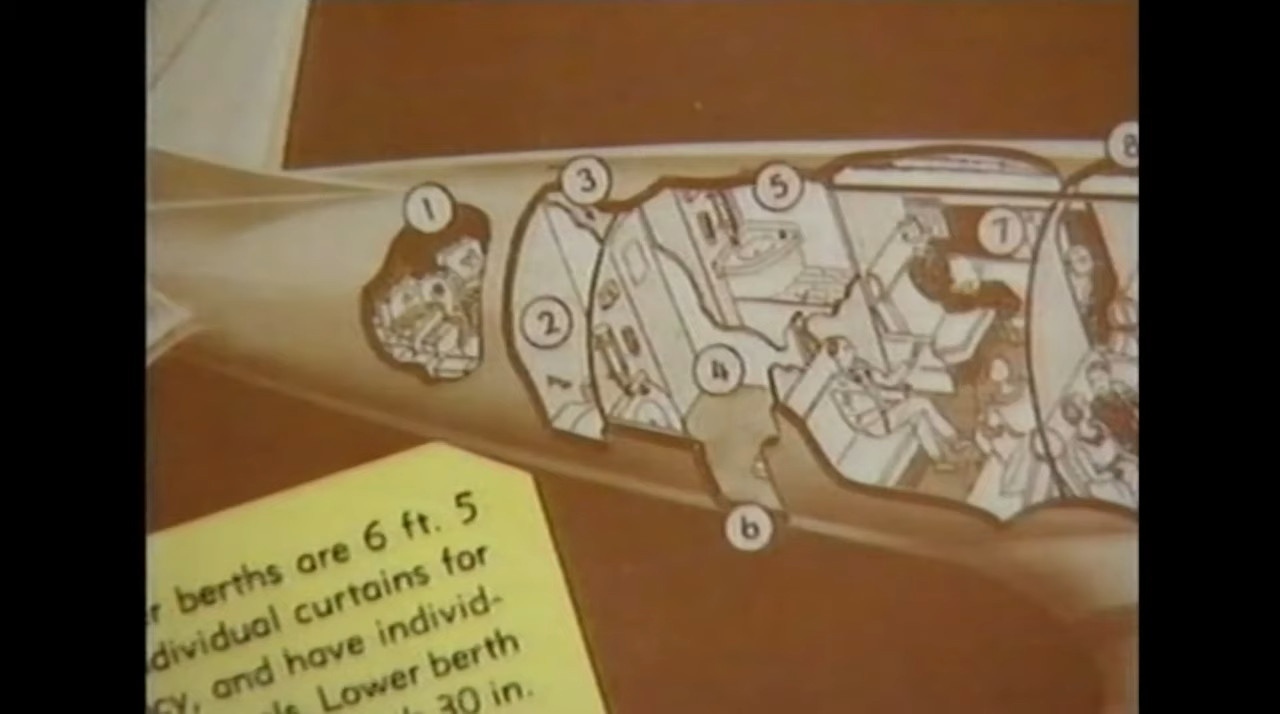 1
3
5
8
7
2
4
6
berths are 6 ft. 5
dividual curtains for
cy, and have individ-
ls. Lower berth
30 in.